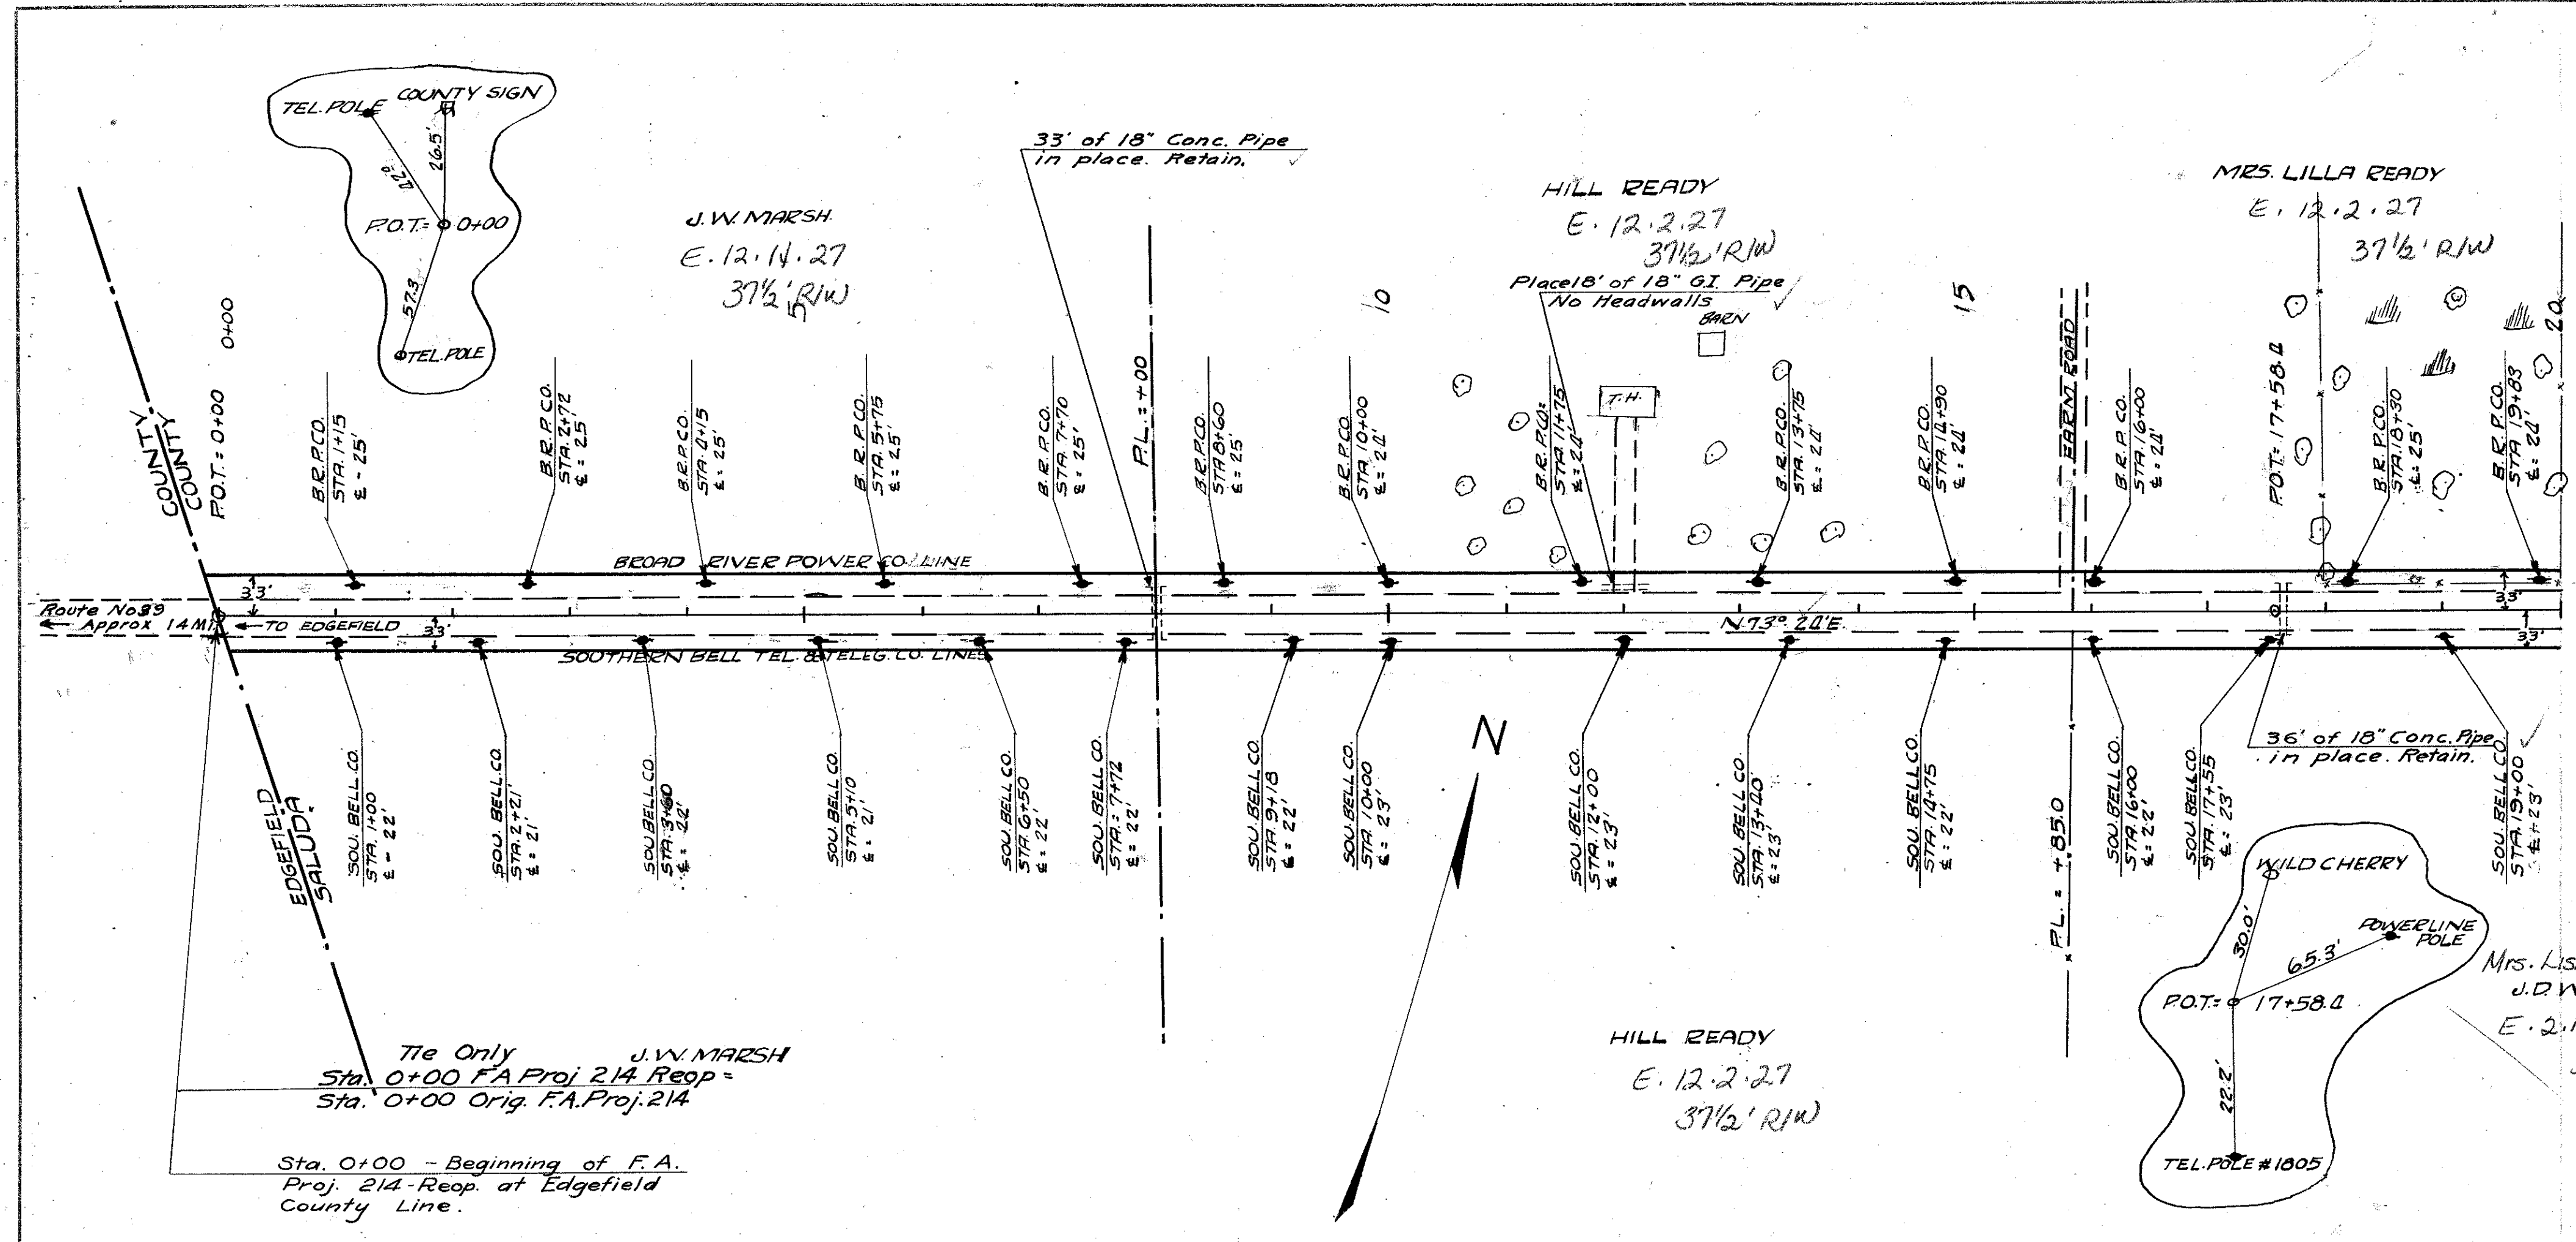 TEL. POLE
COUNTY SIGN
42°
26.5'
P.O.T. = 0+00
57.3
TEL. POLE
33' of 18" Conc. Pipe
in place. Retain.
J.W. MARSH.
E. 12.14.27
37½' R/W
HILL READY
E. 12.2.27
37½' R/W
Place 18' of 18" G.I. Pipe
No Headwalls
BARN
T.H.
MRS. LILLA READY
E. 12.2.27
37½' R/W
0+00
10
15
20
COUNTY
COUNTY
P.O.T. = 0+00
B.R.P.CO.
STA. 1+15
℄ - 25'
B.R.P.CO.
STA. 2+72
℄ = 25'
B.R.P.CO.
STA. 4+15
℄ = 25'
B.R.P.CO.
STA. 5+75
℄ = 25'
B.R.P.CO.
STA. 7+70
℄ = 25'
P.L. = +00
B.R.P.CO.
STA 8+60
℄ = 25'
B.R.P.CO.
STA. 10+00
℄ = 24'
B.R.P.CO.
STA. 11+75
℄ = 24'
B.R.P.CO.
STA. 13+75
℄ = 24'
B.R.P.CO.
STA. 14+90
℄ = 24'
FARM ROAD
B.R.P.CO.
STA. 16+00
℄ = 24'
P.O.T. = 17+58.4
B.R.P.CO.
STA. 18+30
℄ = 25'
B.R.P.CO.
STA 19+83
℄ = 24'
BROAD RIVER POWER CO. LINE
33'
33'
Route No 39
← Approx 14 Mi.
← TO EDGEFIELD
33'
N.73° 24'E.
33'
SOUTHERN BELL TEL. & TELEG. CO. LINES
EDGEFIELD
SALUDA
SOU. BELL CO.
STA. 1+00
℄ - 22'
SOU. BELL CO.
STA. 2+21
℄ = 21'
SOU. BELL CO.
STA. 3+60
℄ = 22'
SOU. BELL CO.
STA. 5+10
℄ = 21'
SOU. BELL CO.
STA. 6+50
℄ = 22'
SOU. BELL CO.
STA. = 7+72
℄ = 22'
SOU. BELL CO.
STA. 9+18
℄ = 22'
SOU. BELL CO.
STA. 10+00
℄ = 23'
N
SOU. BELL CO.
STA. 12+00
℄ = 23'
SOU. BELL CO.
STA. 13+40
℄ = 23'
SOU. BELL CO.
STA. 14+75
℄ = 22'
P.L. = +85.0
SOU. BELL CO.
STA. 16+00
℄ = 22'
SOU. BELL CO.
STA. 17+55
℄ = 23'
36' of 18" Conc. Pipe
in place. Retain.
SOU. BELL CO.
STA. 19+00
℄ = 23'
WILD CHERRY
30.0'
POWERLINE
POLE
65.3'
P.O.T. = 17+58.4
22.2'
TEL. POLE #1805
Mrs.
J.D.
E. 2.
HILL READY
E. 12.2.27
37½' R/W
J.W. MARSH
Tie Only
Sta. 0+00 F A Proj 214 Reop =
Sta. 0+00 Orig. F.A. Proj. 214
Sta. 0+00 - Beginning of F.A.
Proj. 214 - Reop. at Edgefield
County Line.